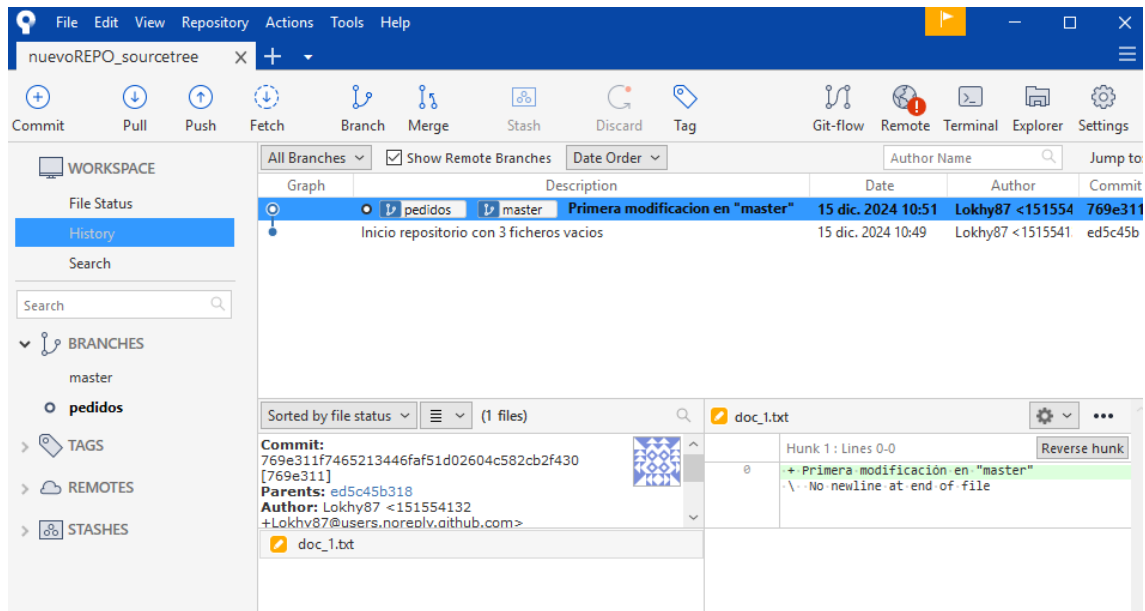 File Edit View Repository Actions Tools Help
nuevoREPO_sourcetree
Commit Pull Push Fetch Branch Merge Stash Discard Tag Git-flow Remote Terminal Explorer Settings
WORKSPACE
File Status
History
Search
Search
BRANCHES
master
pedidos
TAGS
REMOTES
STASHES
All Branches Show Remote Branches Date Order Author Name Jump to:
Graph Description Date Author Commit
pedidos master Primera modificacion en "master" 15 dic. 2024 10:51 Lokhy87 <151554 769e311
Inicio repositorio con 3 ficheros vacios 15 dic. 2024 10:49 Lokhy87 <1515541 ed5c45b
Sorted by file status (1 files)
Commit:
769e311f7465213446faf51d02604c582cb2f430
[769e311]
Parents: ed5c45b318
Author: Lokhy87 <151554132
+Lokhy87@users.noreply.github.com>
doc_1.txt
doc_1.txt
Hunk 1 : Lines 0-0 Reverse hunk
0 + Primera modificación en "master"
\ No newline at end of file